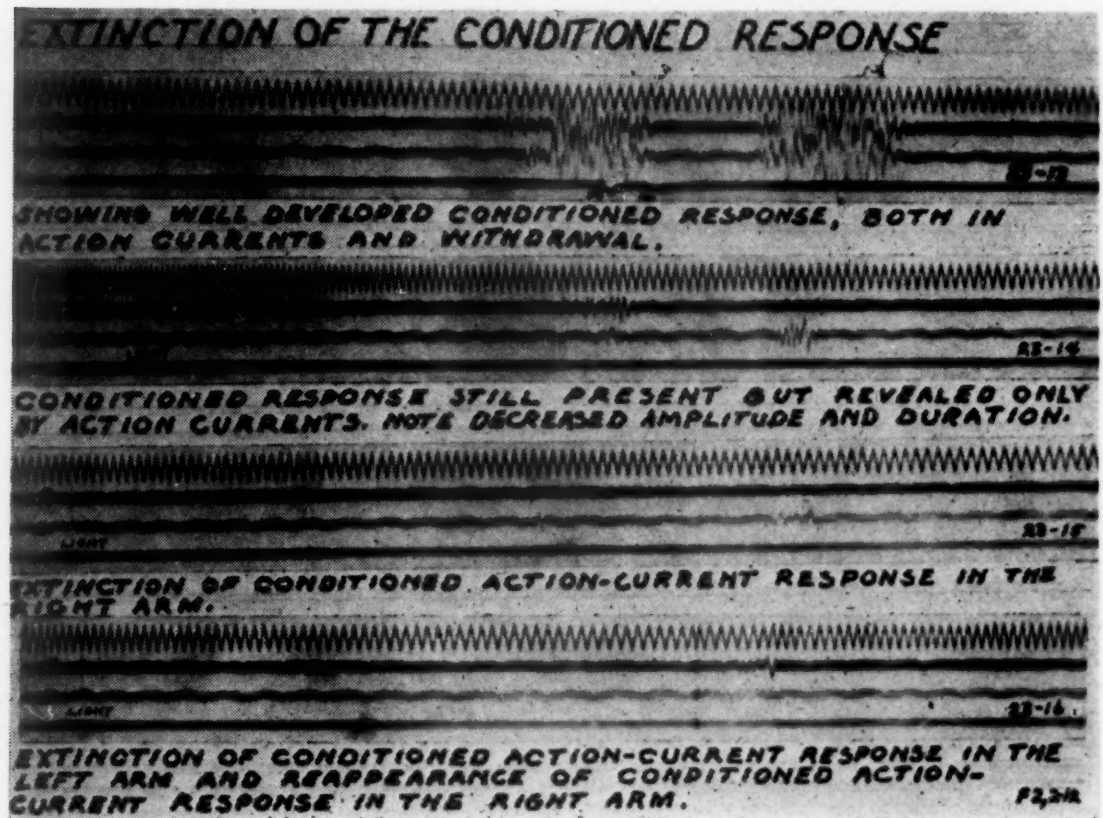 EXTINCTION OF THE CONDITIONED RESPONSE
SHOWING WELL DEVELOPED CONDITIONED RESPONSE, BOTH IN
ACTION CURRENTS AND WITHDRAWAL.
23-14
CONDITIONED RESPONSE STILL PRESENT BUT REVEALED ONLY
BY ACTION CURRENTS. NOTE DECREASED AMPLITUDE AND DURATION.
LIGHT
23-15
EXTINCTION OF CONDITIONED ACTION-CURRENT RESPONSE IN THE
RIGHT ARM.
LIGHT
23-16
EXTINCTION OF CONDITIONED ACTION-CURRENT RESPONSE IN THE
LEFT ARM AND REAPPEARANCE OF CONDITIONED ACTION-
CURRENT RESPONSE IN THE RIGHT ARM.